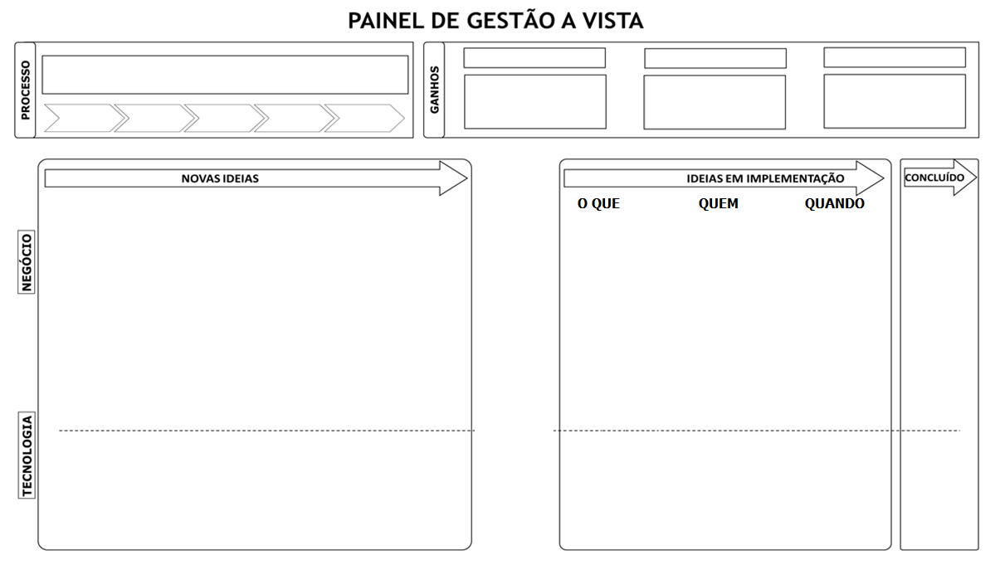 PAINEL DE GESTÃO A VISTA
PROCESSO
GANHOS
NOVAS IDEIAS
IDEIAS EM IMPLEMENTAÇÃO
CONCLUÍDO
O QUE QUEM QUANDO
NEGÓCIO
TECNOLOGIA